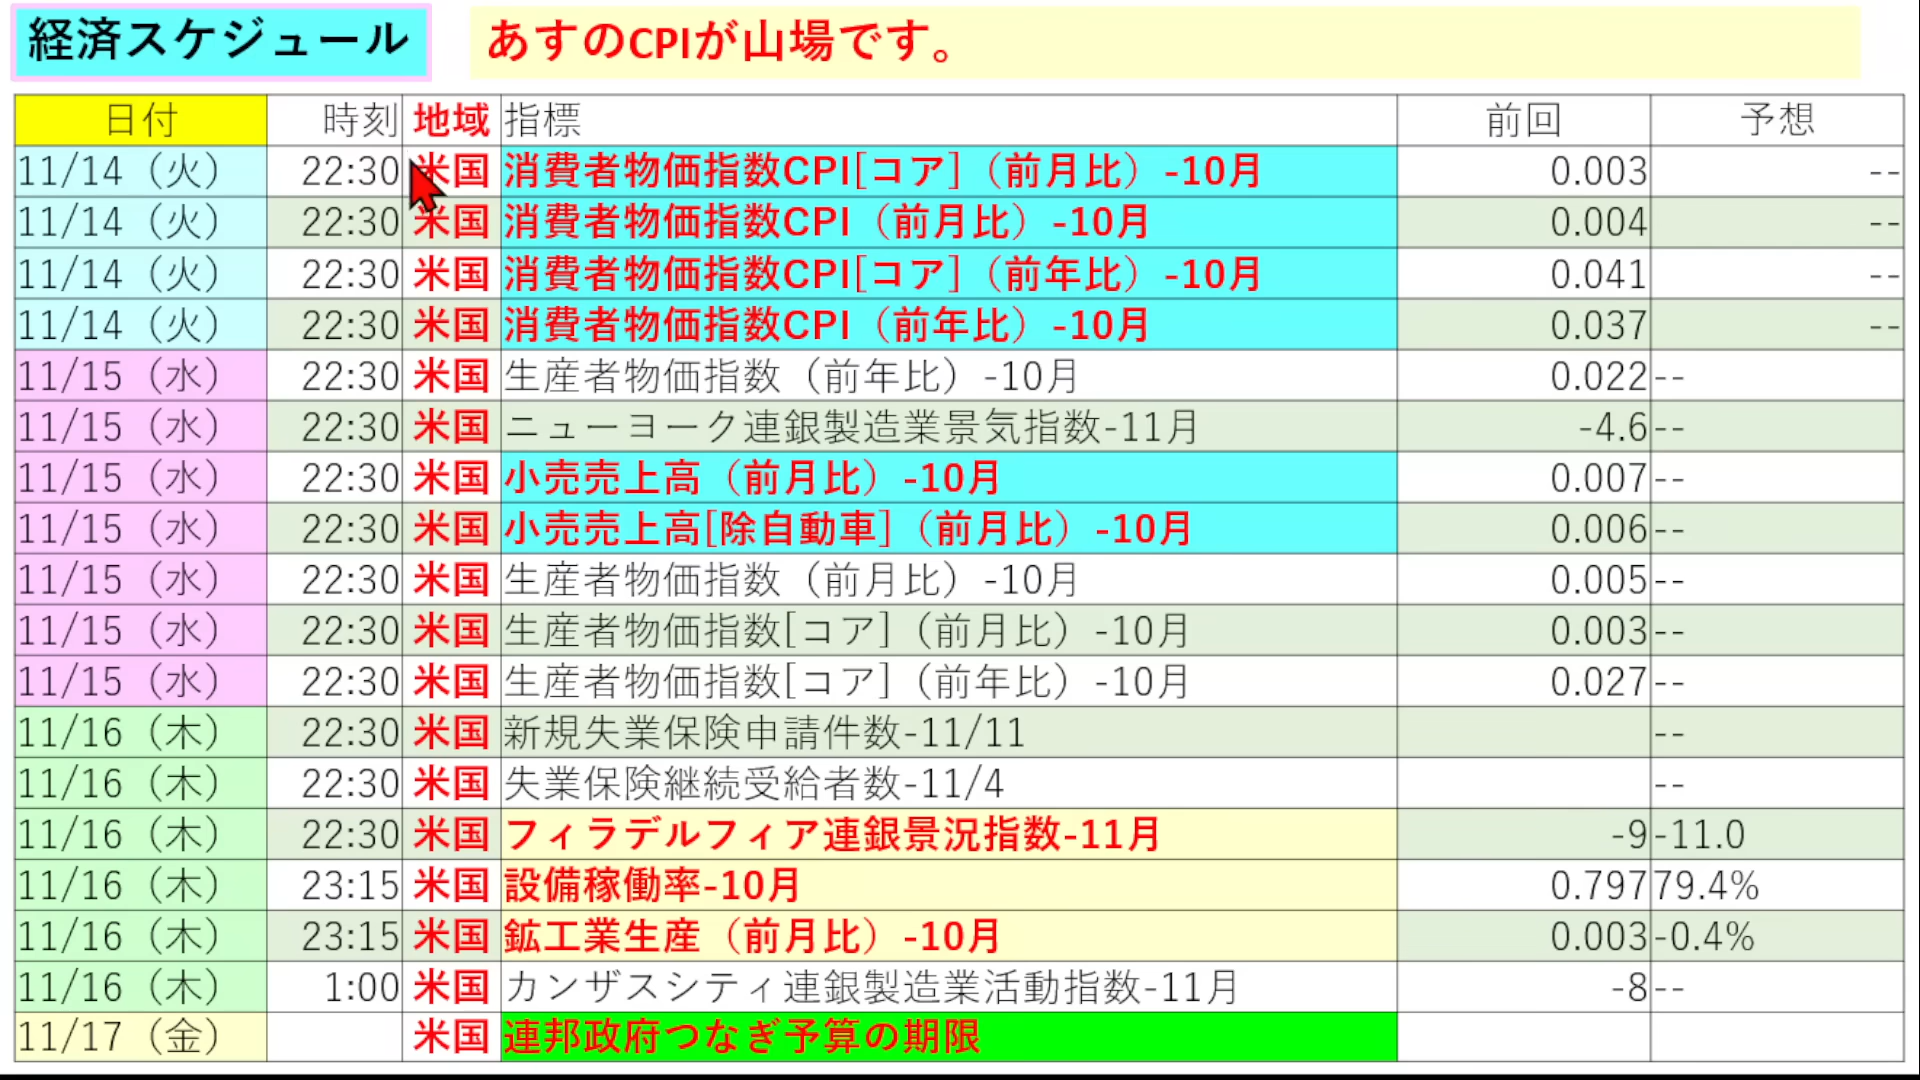 経済スケジュール あすのCPIが山場です。
日付 時刻 地域 指標 前回 予想
11/14（火） 22:30 米国 消費者物価指数CPI[コア]（前月比）-10月 0.003 --
11/14（火） 22:30 米国 消費者物価指数CPI（前月比）-10月 0.004 --
11/14（火） 22:30 米国 消費者物価指数CPI[コア]（前年比）-10月 0.041 --
11/14（火） 22:30 米国 消費者物価指数CPI（前年比）-10月 0.037 --
11/15（水） 22:30 米国 生産者物価指数（前年比）-10月 0.022 --
11/15（水） 22:30 米国 ニューヨーク連銀製造業景気指数-11月 -4.6 --
11/15（水） 22:30 米国 小売売上高（前月比）-10月 0.007 --
11/15（水） 22:30 米国 小売売上高[除自動車]（前月比）-10月 0.006 --
11/15（水） 22:30 米国 生産者物価指数（前月比）-10月 0.005 --
11/15（水） 22:30 米国 生産者物価指数[コア]（前月比）-10月 0.003 --
11/15（水） 22:30 米国 生産者物価指数[コア]（前年比）-10月 0.027 --
11/16（木） 22:30 米国 新規失業保険申請件数-11/11 --
11/16（木） 22:30 米国 失業保険継続受給者数-11/4 --
11/16（木） 22:30 米国 フィラデルフィア連銀景況指数-11月 -9 -11.0
11/16（木） 23:15 米国 設備稼働率-10月 0.797 79.4%
11/16（木） 23:15 米国 鉱工業生産（前月比）-10月 0.003 -0.4%
11/16（木） 1:00 米国 カンザスシティ連銀製造業活動指数-11月 -8 --
11/17（金） 米国 連邦政府つなぎ予算の期限